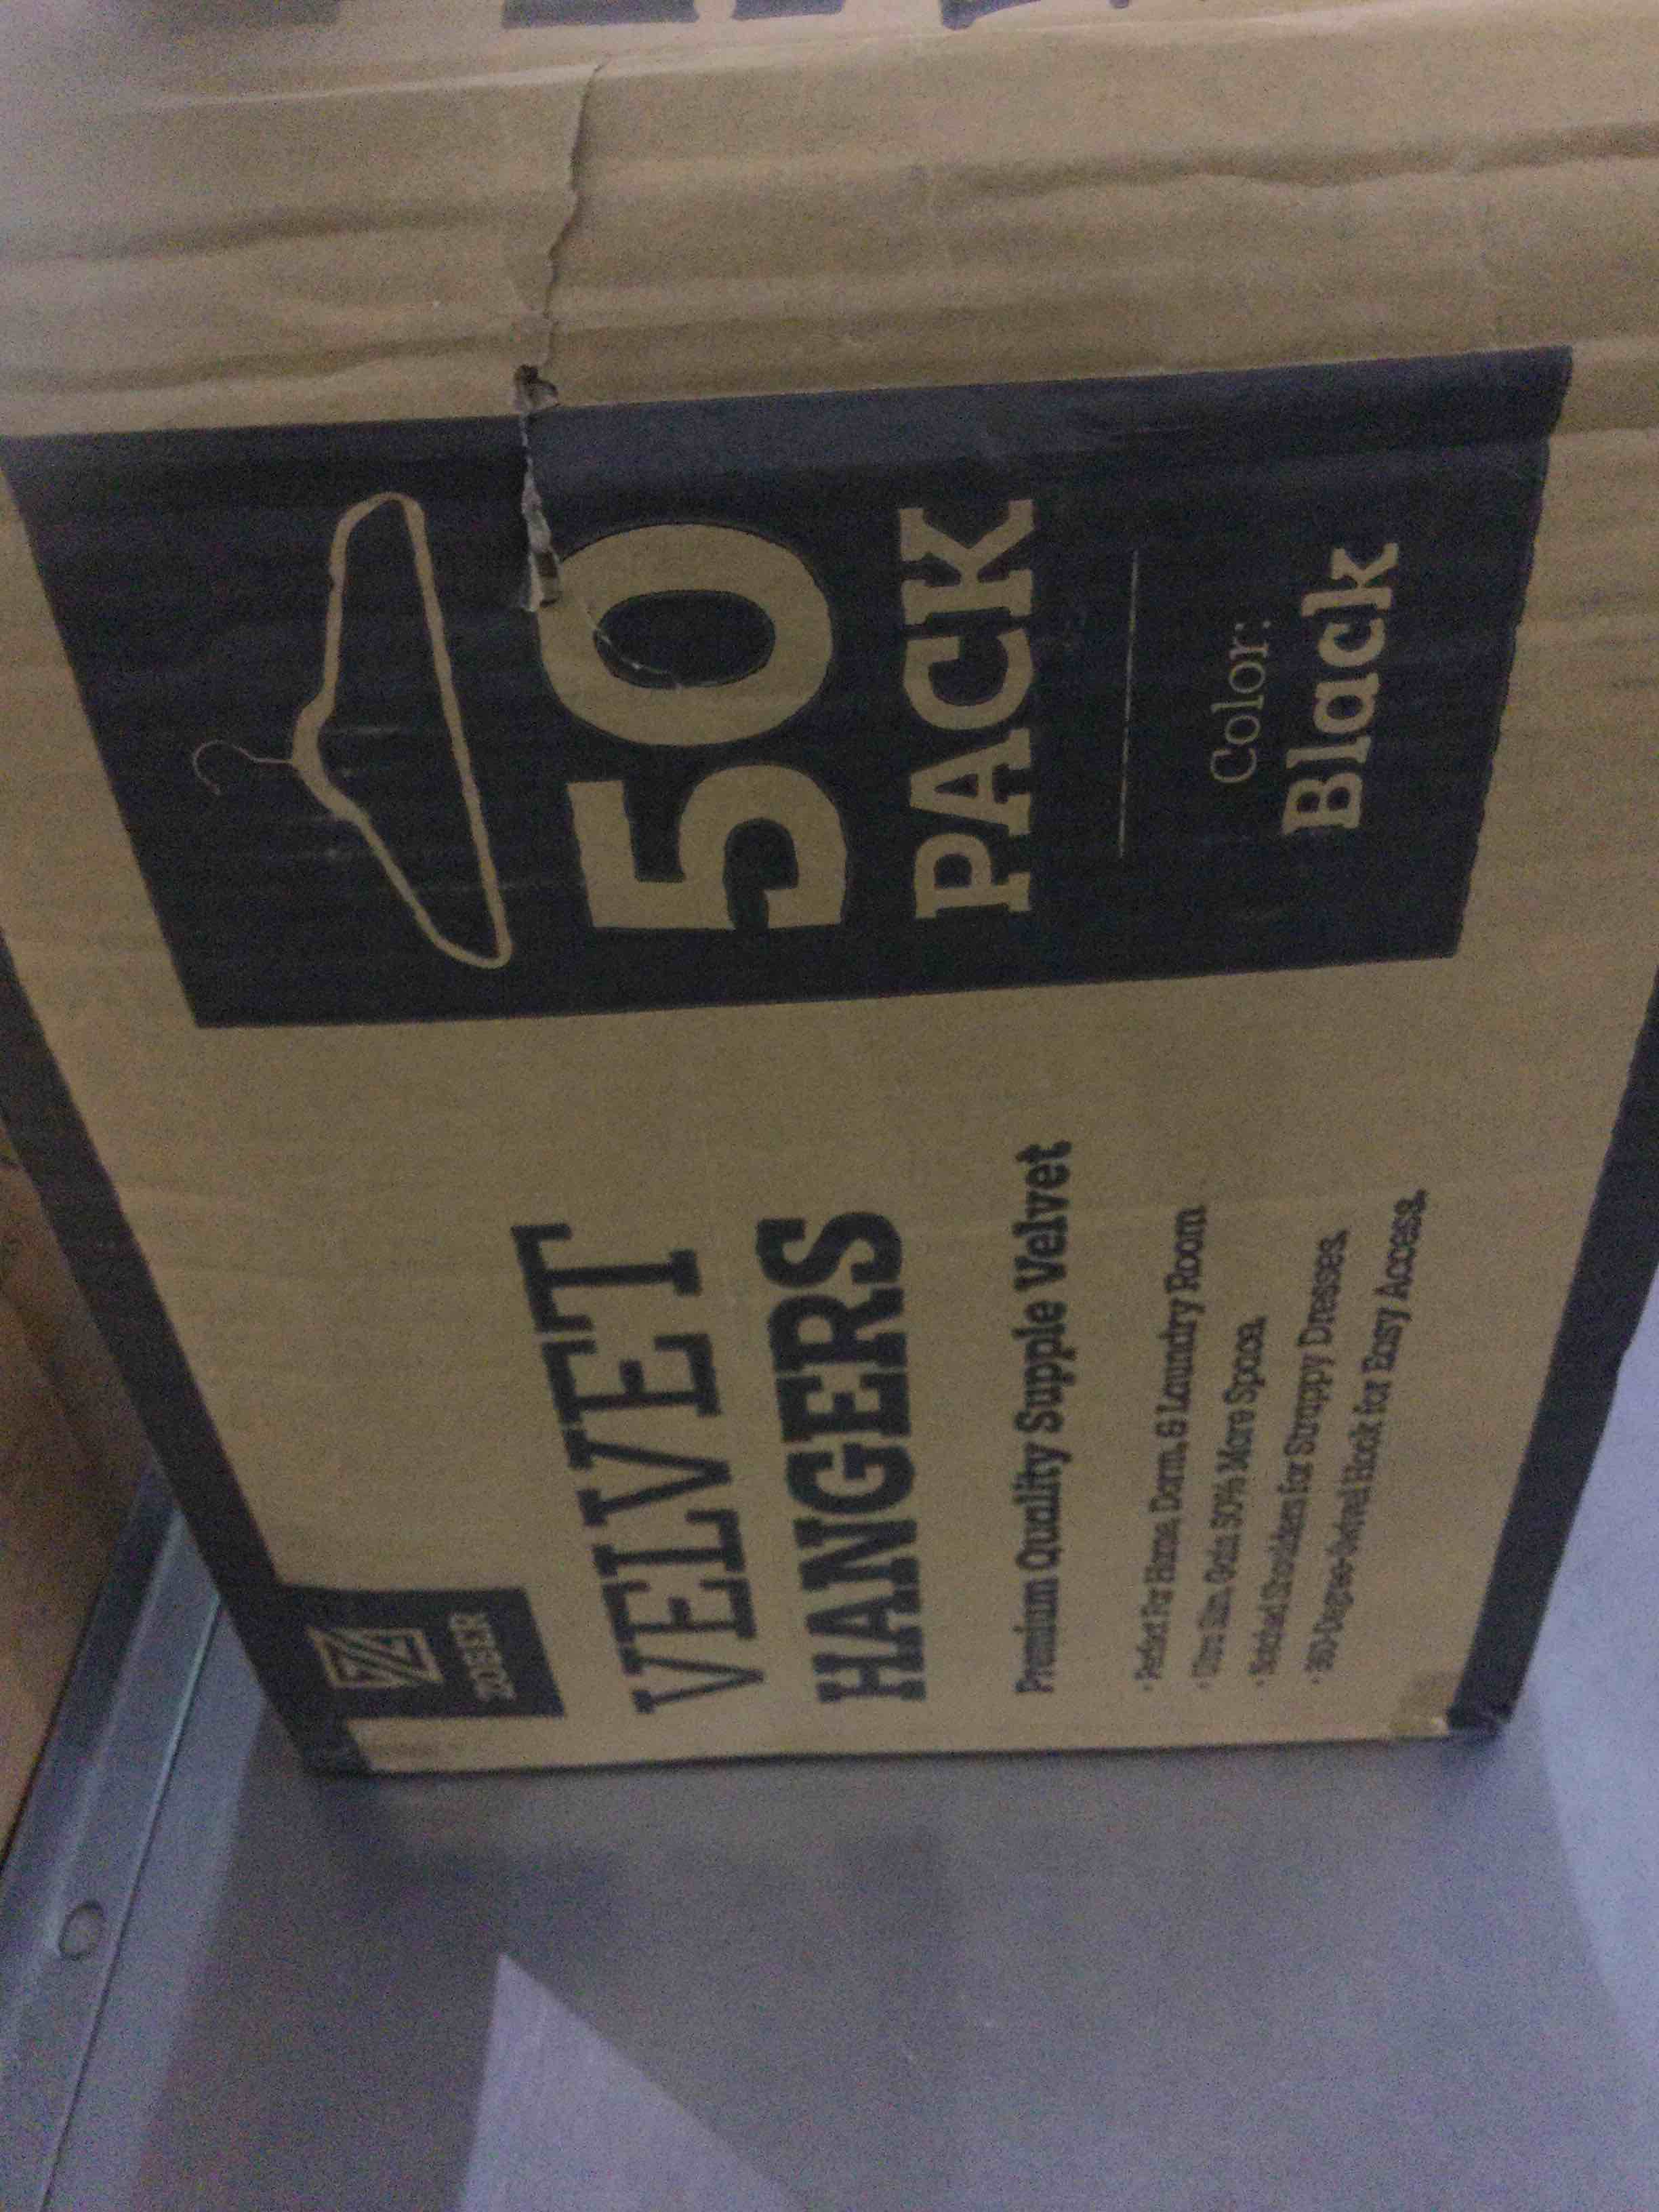 ZOBER
VELVET
HANGERS
Premium Quality Supple Velvet
• Perfect For Home, Dorm, & Laundry Room
• Ultra Slim Gain 50% More Space.
• Notched Shoulders for Strappy Dresses.
• 360-Degree-Swivel Hook for Easy Access.
50
PACK
Color:
Black